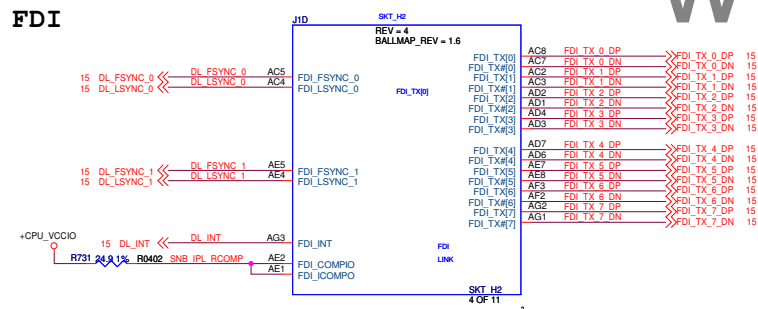 FDI
W
J1D
SKT_H2
REV = 4
BALLMAP_REV = 1.6
FDI_TX[0] AC8 FDI_TX_0_DP FDI_TX_0_DP 15
15 DL_FSYNC_0 DL_FSYNC_0 AC5 FDI_FSYNC_0 FDI_TX#[0] AC7 FDI_TX_0_DN FDI_TX_0_DN 15
15 DL_LSYNC_0 DL_LSYNC_0 AC4 FDI_LSYNC_0 FDI_TX[1] AC2 FDI_TX_1_DP FDI_TX_1_DP 15
FDI_TX#[1] AC3 FDI_TX_1_DN FDI_TX_1_DN 15
FDI_TX[0] FDI_TX[2] AD2 FDI_TX_2_DP FDI_TX_2_DP 15
FDI_TX#[2] AD1 FDI_TX_2_DN FDI_TX_2_DN 15
FDI_TX[3] AD4 FDI_TX_3_DP FDI_TX_3_DP 15
FDI_TX#[3] AD3 FDI_TX_3_DN FDI_TX_3_DN 15
FDI_TX[4] AD7 FDI_TX_4_DP FDI_TX_4_DP 15
FDI_TX#[4] AD6 FDI_TX_4_DN FDI_TX_4_DN 15
15 DL_FSYNC_1 DL_FSYNC_1 AE5 FDI_FSYNC_1 FDI_TX[5] AE7 FDI_TX_5_DP FDI_TX_5_DP 15
15 DL_LSYNC_1 DL_LSYNC_1 AE4 FDI_LSYNC_1 FDI_TX#[5] AE8 FDI_TX_5_DN FDI_TX_5_DN 15
FDI_TX[6] AF3 FDI_TX_6_DP FDI_TX_6_DP 15
FDI_TX#[6] AF2 FDI_TX_6_DN FDI_TX_6_DN 15
FDI_TX[7] AG2 FDI_TX_7_DP FDI_TX_7_DP 15
FDI_TX#[7] AG1 FDI_TX_7_DN FDI_TX_7_DN 15
+CPU_VCCIO
15 DL_INT DL_INT AG3 FDI_INT FDI
R731 24.9 1% R0402 SNB_IPL_RCOMP AE2 FDI_COMPIO LINK
AE1 FDI_ICOMPO
SKT_H2
4 OF 11